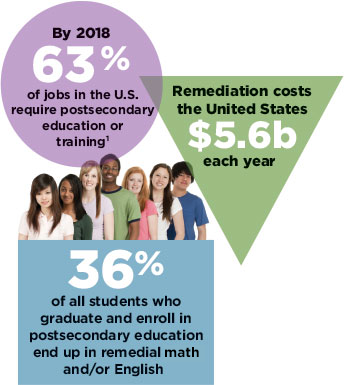 By 2018
63%
of jobs in the U.S.
require postsecondary
education or
training¹
Remediation costs
the United States
$5.6b
each year
36%
of all students who
graduate and enroll in
postsecondary education
end up in remedial math
and/or English